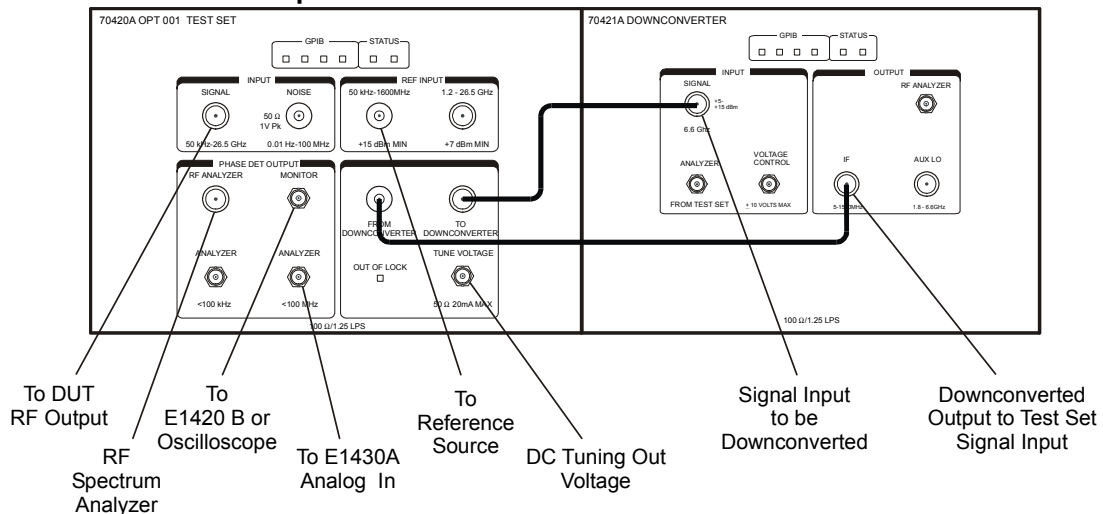 70420A OPT 001 TEST SET
GPIB
STATUS
INPUT
SIGNAL
NOISE
50 Ω
1V Pk
50 kHz-26.5 GHz
0.01 Hz-100 MHz
REF INPUT
50 kHz-1600MHz
1.2 - 26.5 GHz
+15 dBm MIN
+7 dBm MIN
PHASE DET OUTPUT
RF ANALYZER
MONITOR
ANALYZER
ANALYZER
<100 kHz
<100 MHz
FROM
DOWNCONVERTER
TO
DOWNCONVERTER
OUT OF LOCK
TUNE VOLTAGE
50 Ω 20mA MAX
100 Ω/1.25 LPS
70421A DOWNCONVERTER
GPIB
STATUS
INPUT
SIGNAL
+5-
+15 dBm
6.6 Ghz
ANALYZER
FROM TEST SET
VOLTAGE
CONTROL
+ 10 VOLTS MAX
OUTPUT
RF ANALYZER
IF
AUX LO
1.8 - 6.6GHz
100 Ω/1.25 LPS
To DUT
RF Output
RF
Spectrum
Analyzer
To
E1420 B or
Oscilloscope
To E1430A
Analog In
To
Reference
Source
DC Tuning Out
Voltage
Signal Input
to be
Downconverted
Downconverted
Output to Test Set
Signal Input